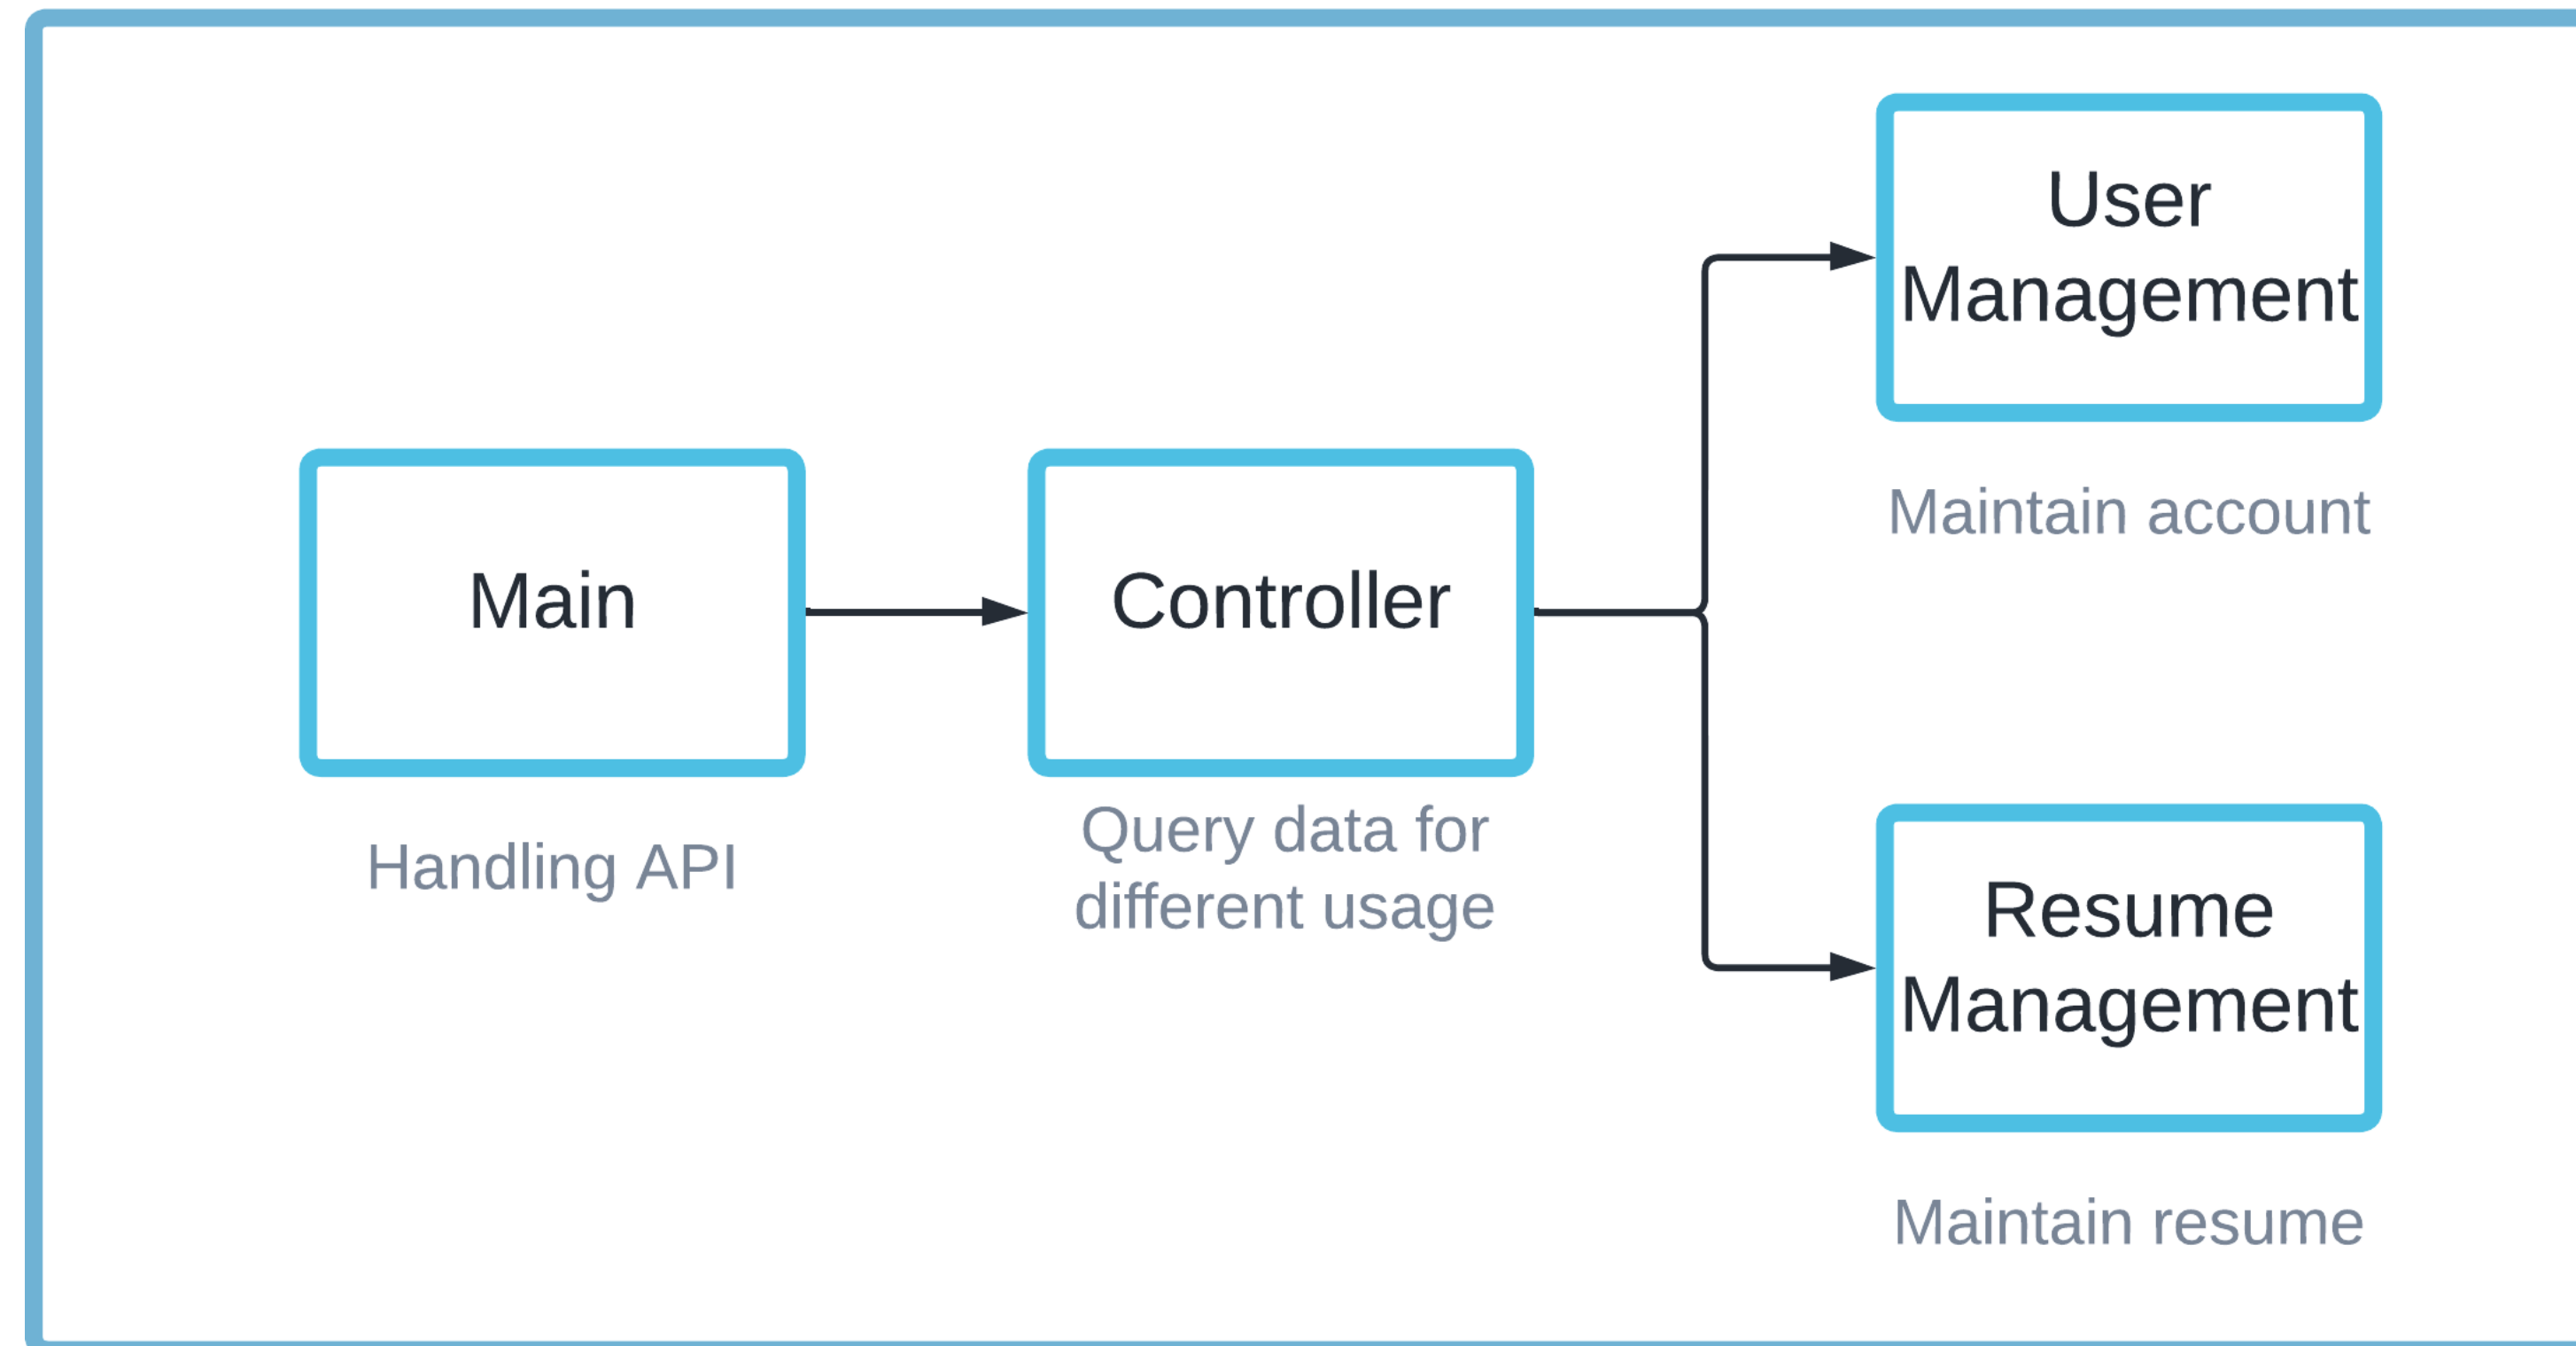 Main
Handling API
Controller
Query data for
different usage
User
Management
Maintain account
Resume
Management
Maintain resume